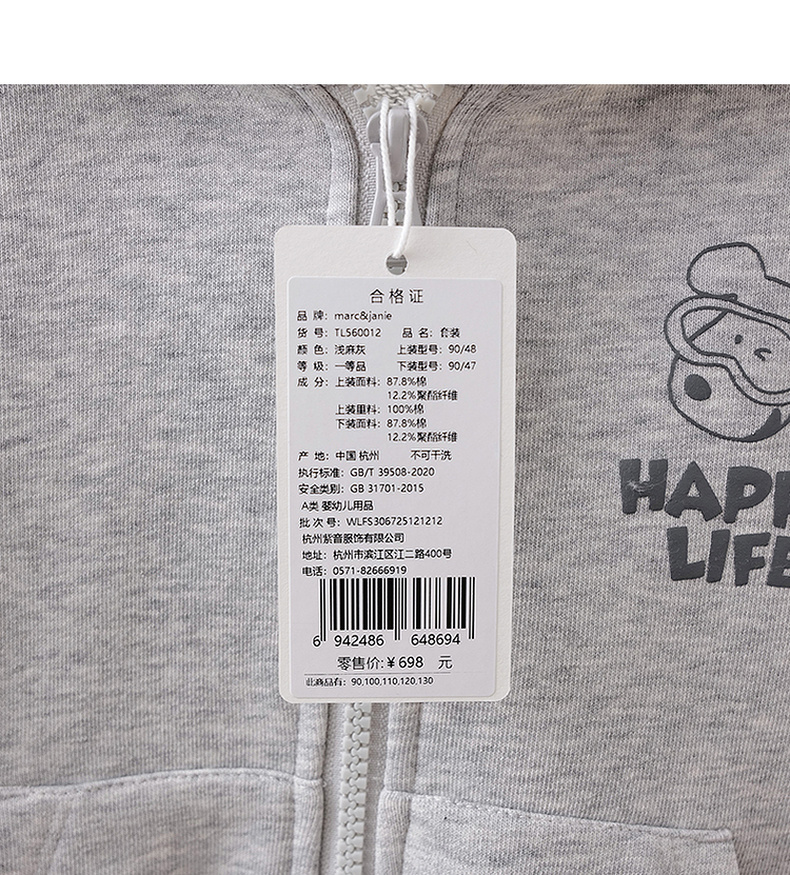 合格证
品 牌: marc&janie
货 号: TL560012 品 名: 套装
颜 色: 浅麻灰 上装型号: 90/48
等 级: 一等品 下装型号: 90/47
成 分: 上装面料: 87.8%棉
12.2%聚酯纤维
上装里料: 100%棉
下装面料: 87.8%棉
12.2%聚酯纤维
产 地: 中国 杭州 不可干洗
执行标准: GB/T 39508-2020
安全类别: GB 31701-2015
A类 婴幼儿用品
批 次 号: WLFS306725121212
杭州紫音服饰有限公司
地址: 杭州市滨江区江二路400号
电话: 0571-82666919
6 942486 648694
零售价:¥698 元
此商品有: 90,100,110,120,130
HAPP
LIFE